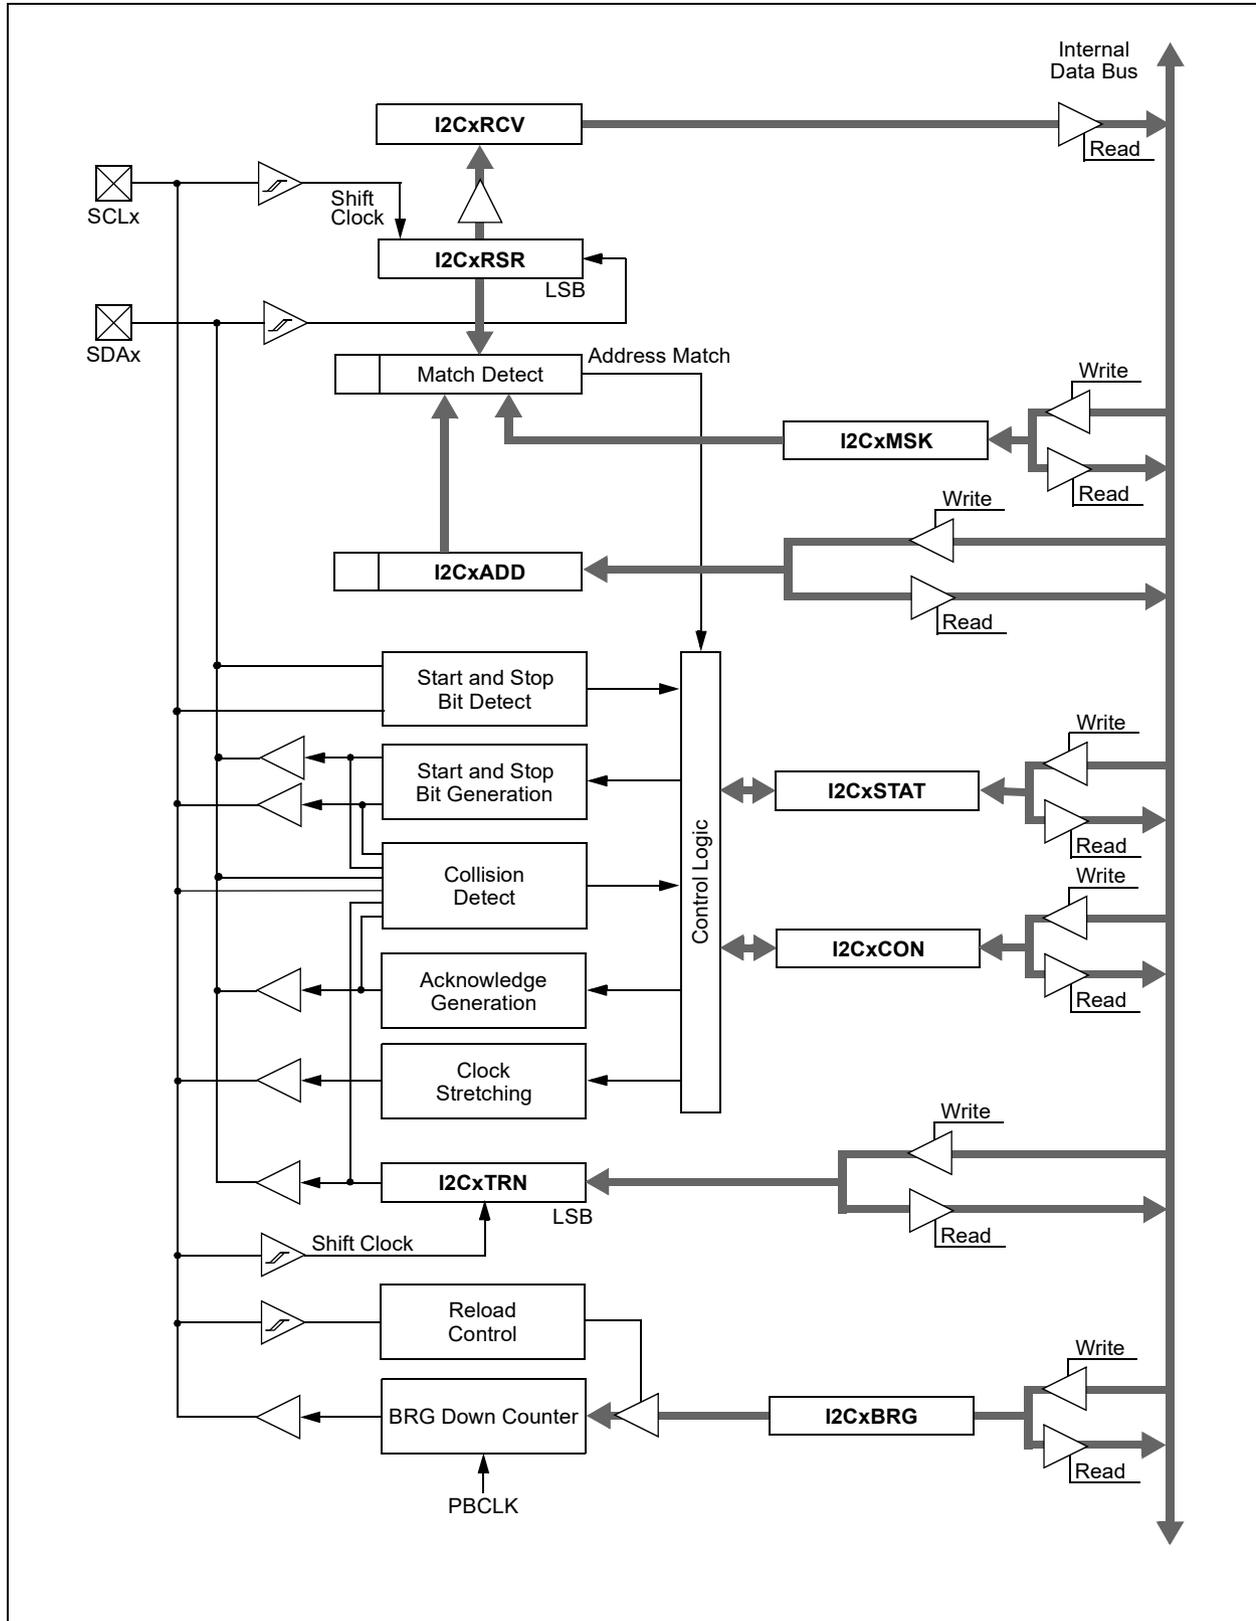 Internal
Data Bus
I2CxRCV
Read
SCLx
Shift
Clock
I2CxRSR
LSB
SDAx
Address Match
Match Detect
Write
I2CxMSK
Read
Write
I2CxADD
Read
Start and Stop
Bit Detect
Write
Start and Stop
Bit Generation
I2CxSTAT
Read
Control Logic
Collision
Detect
Write
I2CxCON
Acknowledge
Generation
Read
Clock
Stretching
Write
I2CxTRN
LSB
Read
Shift Clock
Reload
Control
Write
BRG Down Counter
I2CxBRG
Read
PBCLK